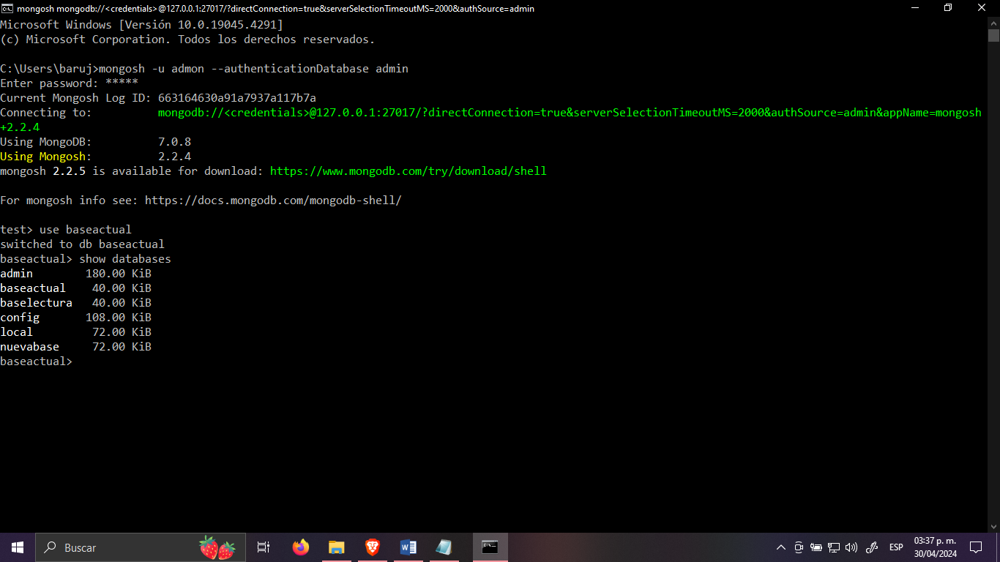 mongosh mongodb://<credentials>@127.0.0.1:27017/?directConnection=true&serverSelectionTimeoutMS=2000&authSource=admin
Microsoft Windows [Versión 10.0.19045.4291]
(c) Microsoft Corporation. Todos los derechos reservados.
C:\Users\baruj>mongosh -u admon --authenticationDatabase admin
Enter password: *****
Current Mongosh Log ID: 663164630a91a7937a117b7a
Connecting to:          mongodb://<credentials>@127.0.0.1:27017/?directConnection=true&serverSelectionTimeoutMS=2000&authSource=admin&appName=mongosh
+2.2.4
Using MongoDB:          7.0.8
Using Mongosh:          2.2.4
mongosh 2.2.5 is available for download: https://www.mongodb.com/try/download/shell
For mongosh info see: https://docs.mongodb.com/mongodb-shell/
test> use baseactual
switched to db baseactual
baseactual> show databases
admin        180.00 KiB
baseactual    40.00 KiB
baselectura   40.00 KiB
config       108.00 KiB
local         72.00 KiB
nuevabase     72.00 KiB
baseactual>
Buscar
ESP
03:37 p. m.
30/04/2024